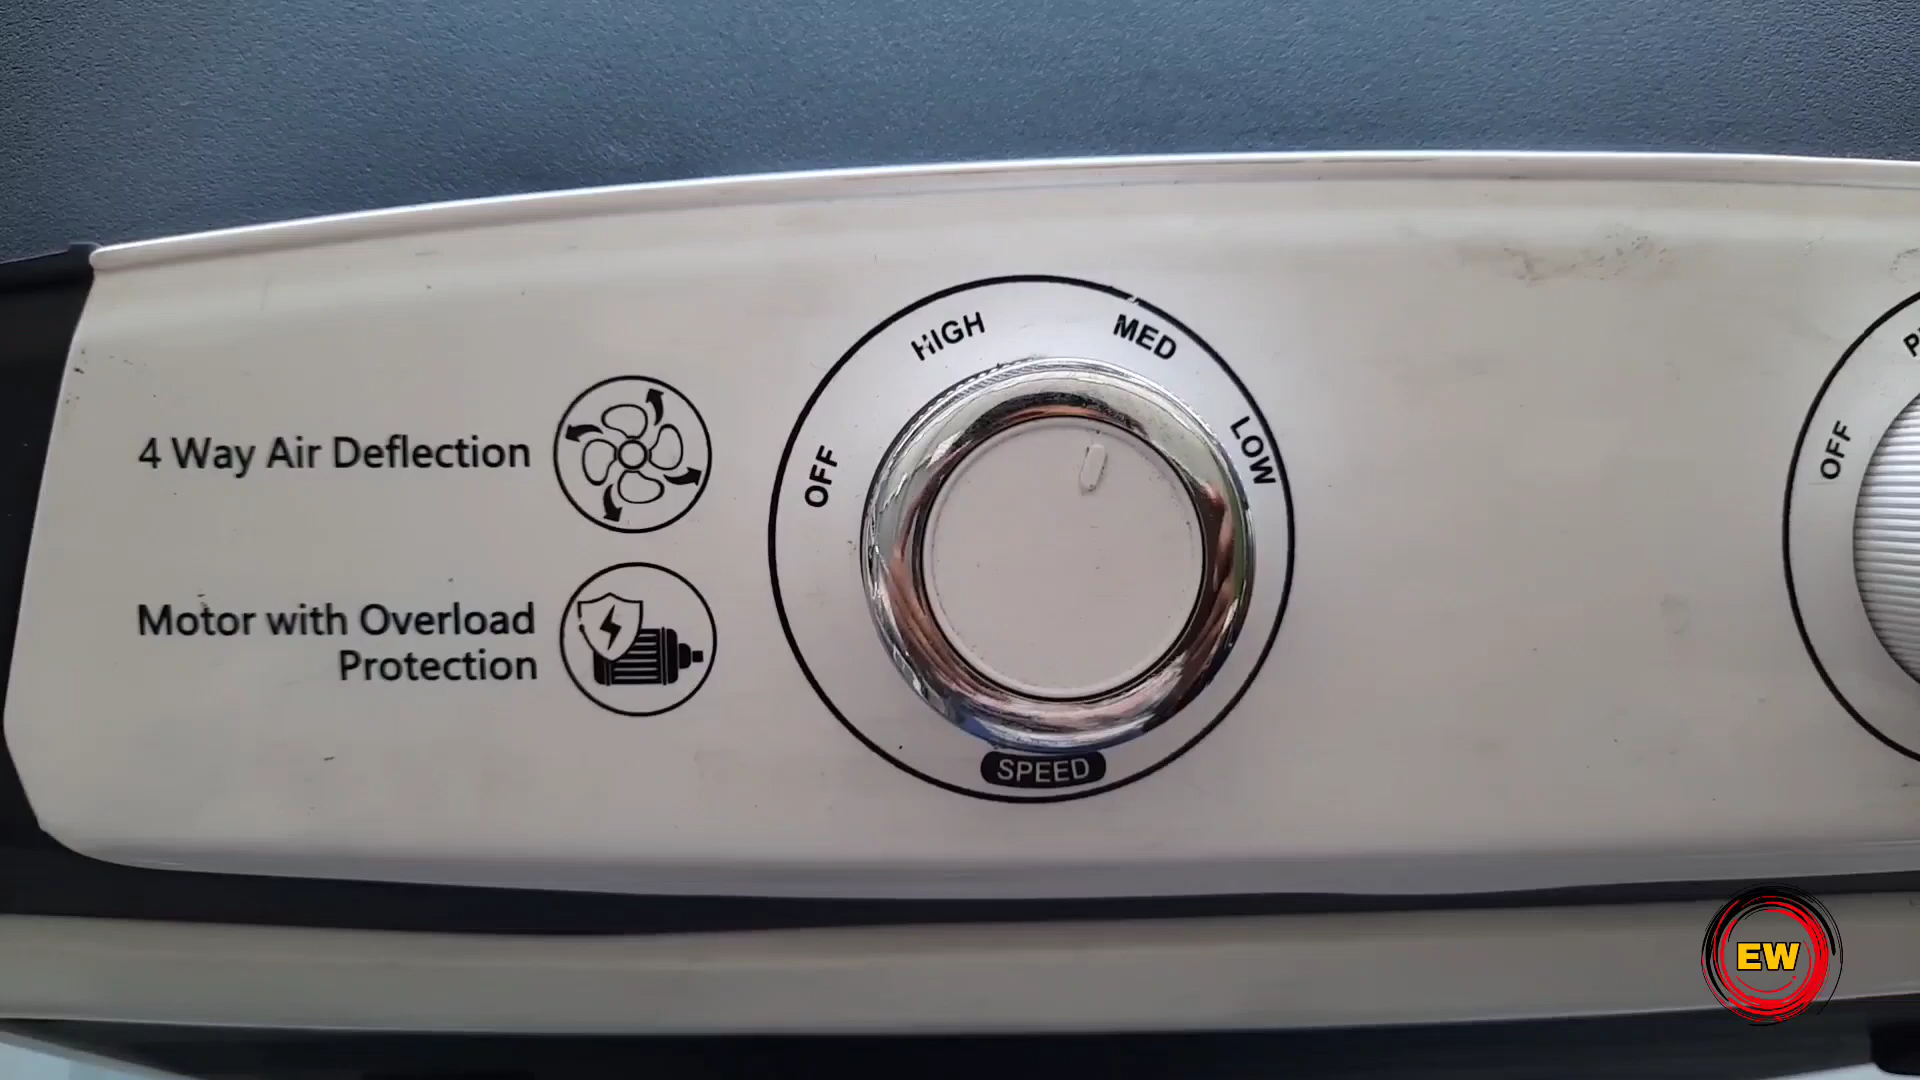 4 Way Air Deflection
Motor with Overload
Protection
OFF
HIGH
MED
LOW
SPEED
OFF
EW